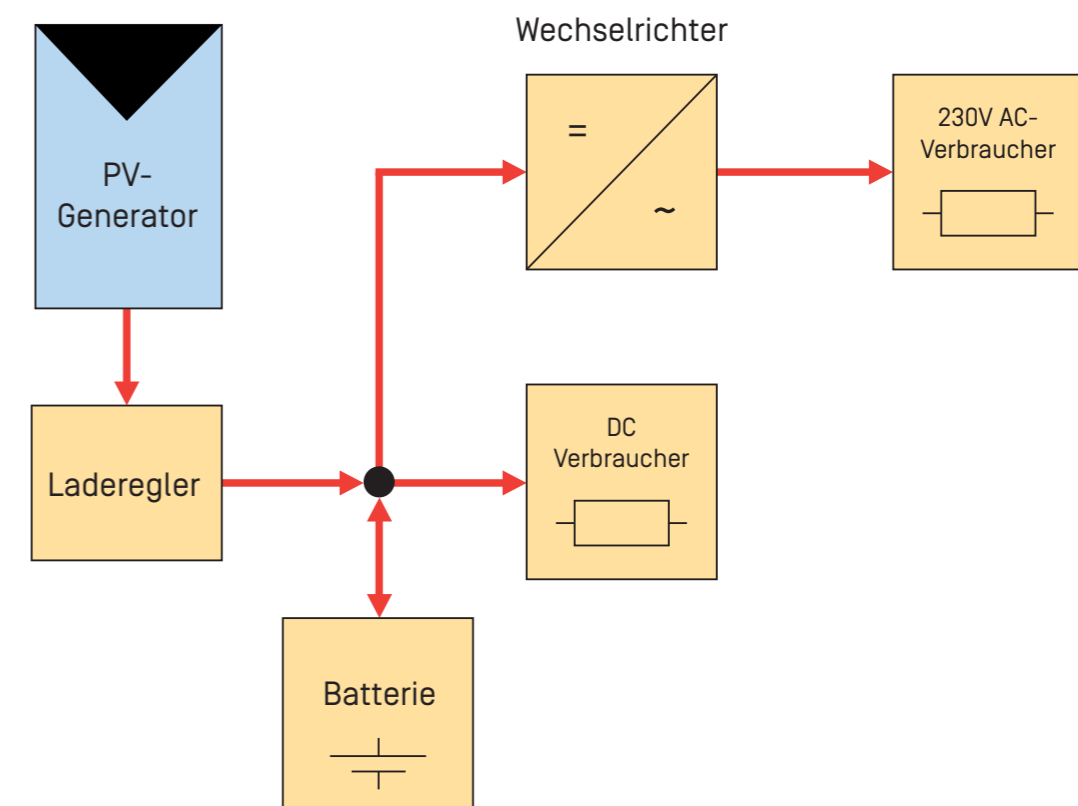 Wechselrichter
PV-
Generator
=
~
230V AC-
Verbraucher
Laderegler
DC
Verbraucher
Batterie